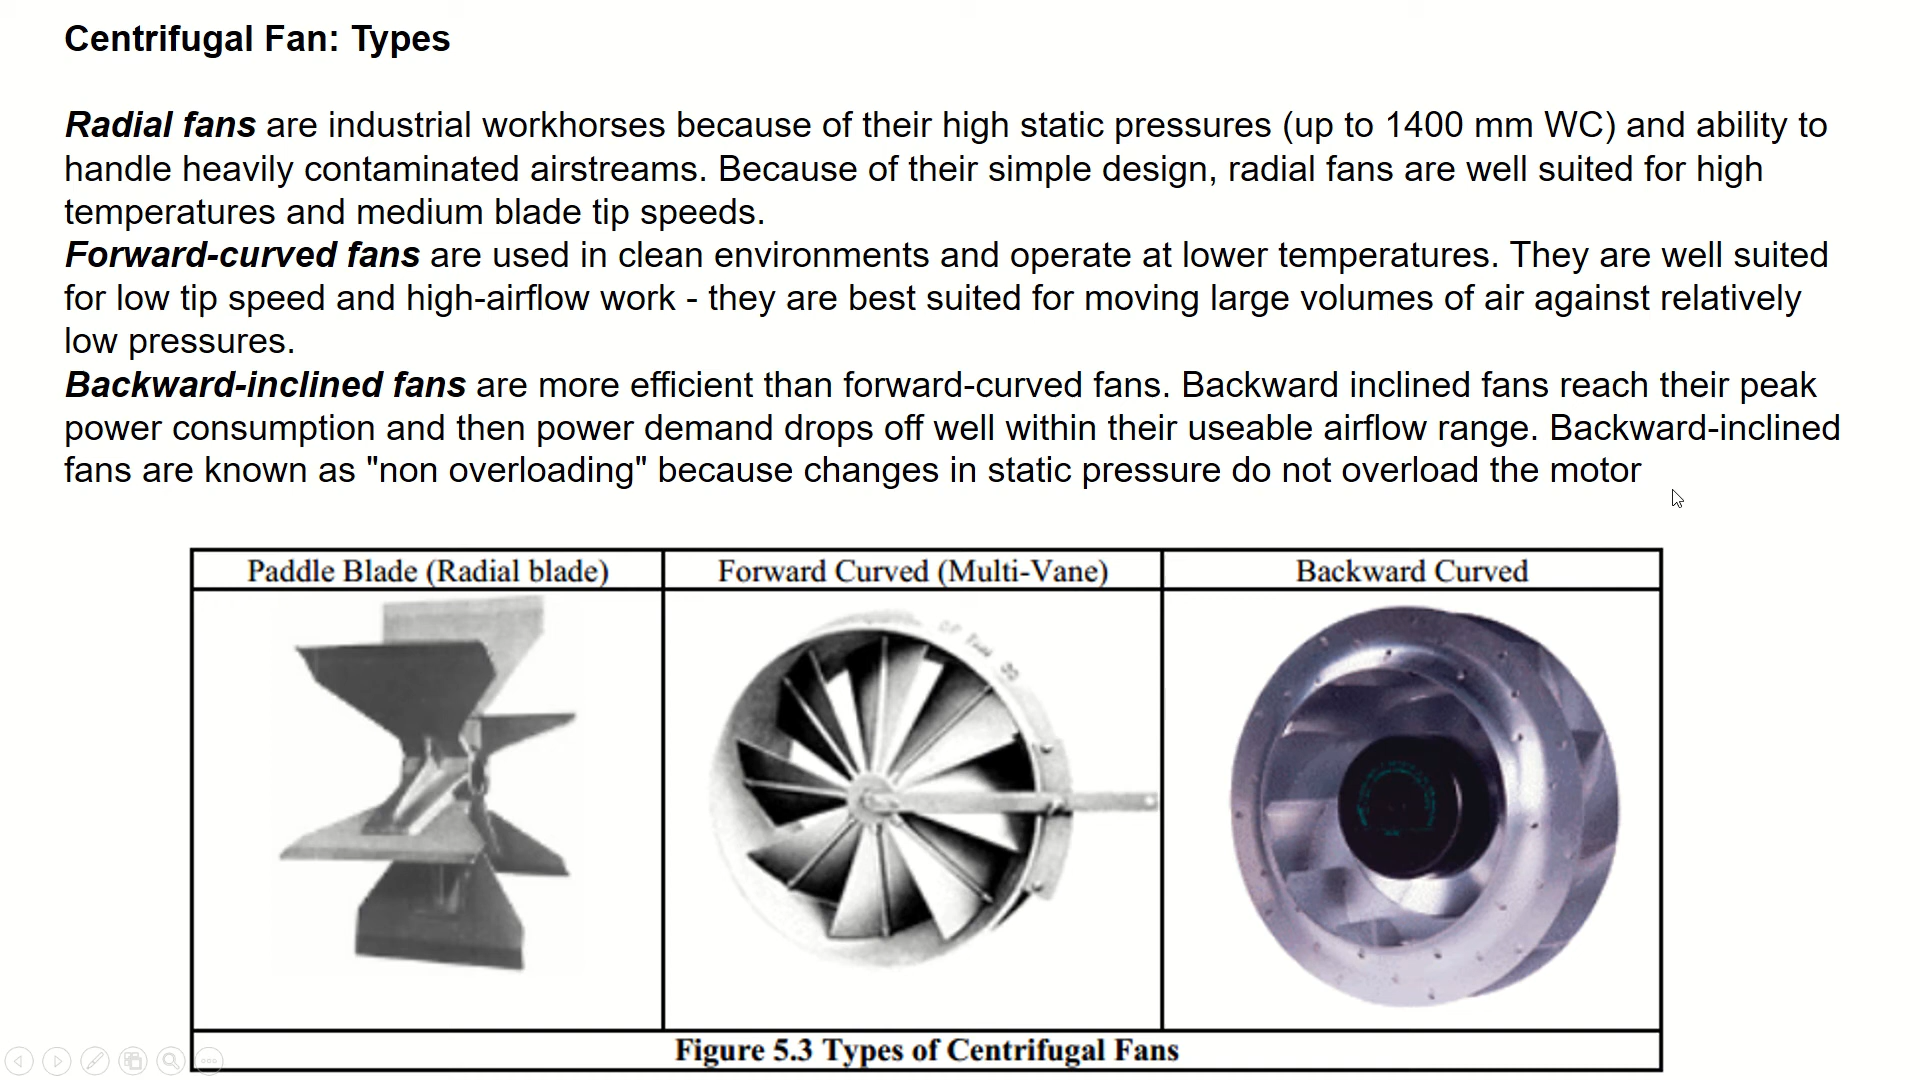 Centrifugal Fan: Types
Radial fans are industrial workhorses because of their high static pressures (up to 1400 mm WC) and ability to
handle heavily contaminated airstreams. Because of their simple design, radial fans are well suited for high
temperatures and medium blade tip speeds.
Forward-curved fans are used in clean environments and operate at lower temperatures. They are well suited
for low tip speed and high-airflow work - they are best suited for moving large volumes of air against relatively
low pressures.
Backward-inclined fans are more efficient than forward-curved fans. Backward inclined fans reach their peak
power consumption and then power demand drops off well within their useable airflow range. Backward-inclined
fans are known as "non overloading" because changes in static pressure do not overload the motor
Paddle Blade (Radial blade)
Forward Curved (Multi-Vane)
Backward Curved
Figure 5.3 Types of Centrifugal Fans